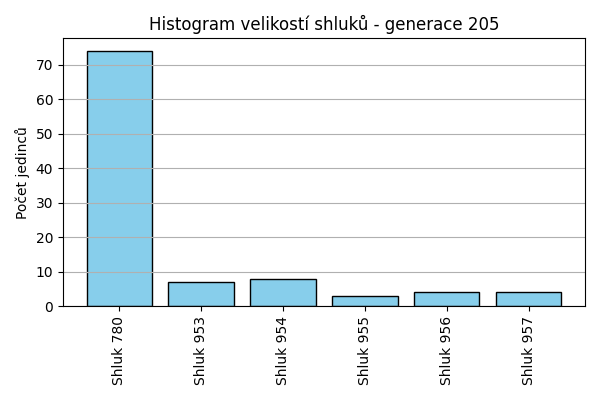 Histogram velikostí shluků - generace 205
Počet jedinců
70
60
50
40
30
20
10
0
Shluk 780
Shluk 953
Shluk 954
Shluk 955
Shluk 956
Shluk 957